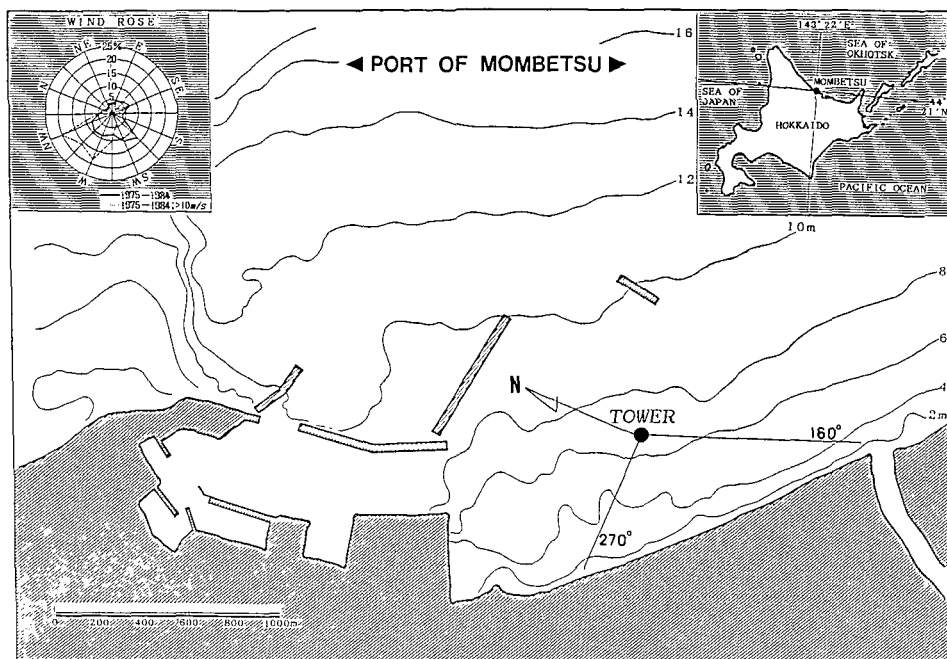 WIND ROSE
NE
E
N
SE
NW
S
W
SW
25%
20
15
10
5
1975-1984
1975-1984:>10m/s
◄ PORT OF MOMBETSU ►
143° 22'E
SEA OF
OKHOTSK
MOMBETSU
SEA OF
JAPAN
44°
21'N
HOKKAIDO
PACIFIC OCEAN
16
14
12
10m
8
6
4
2m
N
TOWER
160°
270°
0 200 400 600 800 1000m